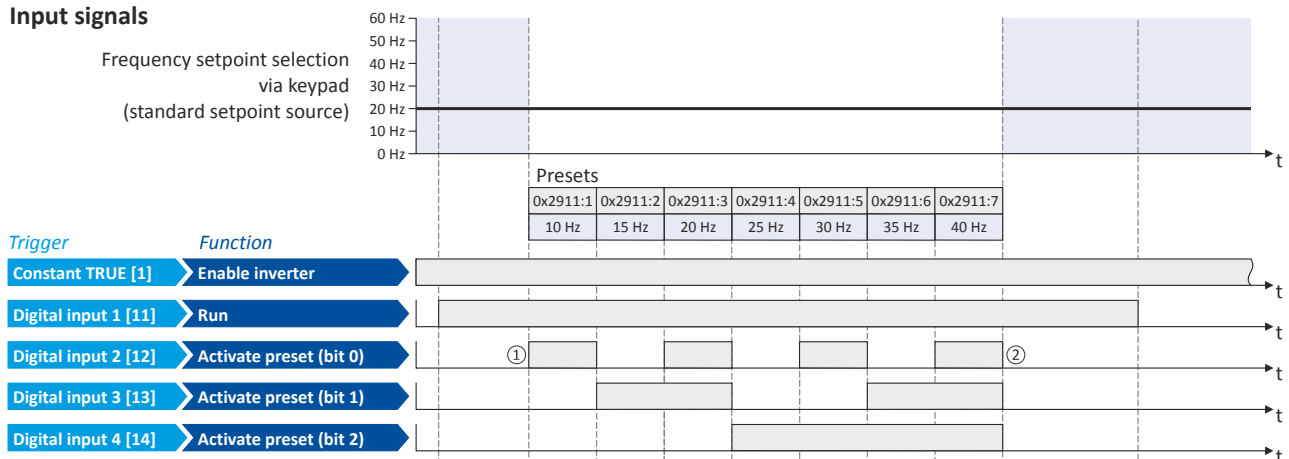 Input signals
60 Hz
50 Hz
40 Hz
30 Hz
20 Hz
10 Hz
0 Hz
Frequency setpoint selection
via keypad
(standard setpoint source)
t
Presets
0x2911:1 0x2911:2 0x2911:3 0x2911:4 0x2911:5 0x2911:6 0x2911:7
10 Hz 15 Hz 20 Hz 25 Hz 30 Hz 35 Hz 40 Hz
Trigger Function
Constant TRUE [1] Enable inverter
t
Digital input 1 [11] Run
t
Digital input 2 [12] Activate preset (bit 0) ① ②
t
Digital input 3 [13] Activate preset (bit 1)
t
Digital input 4 [14] Activate preset (bit 2)
t